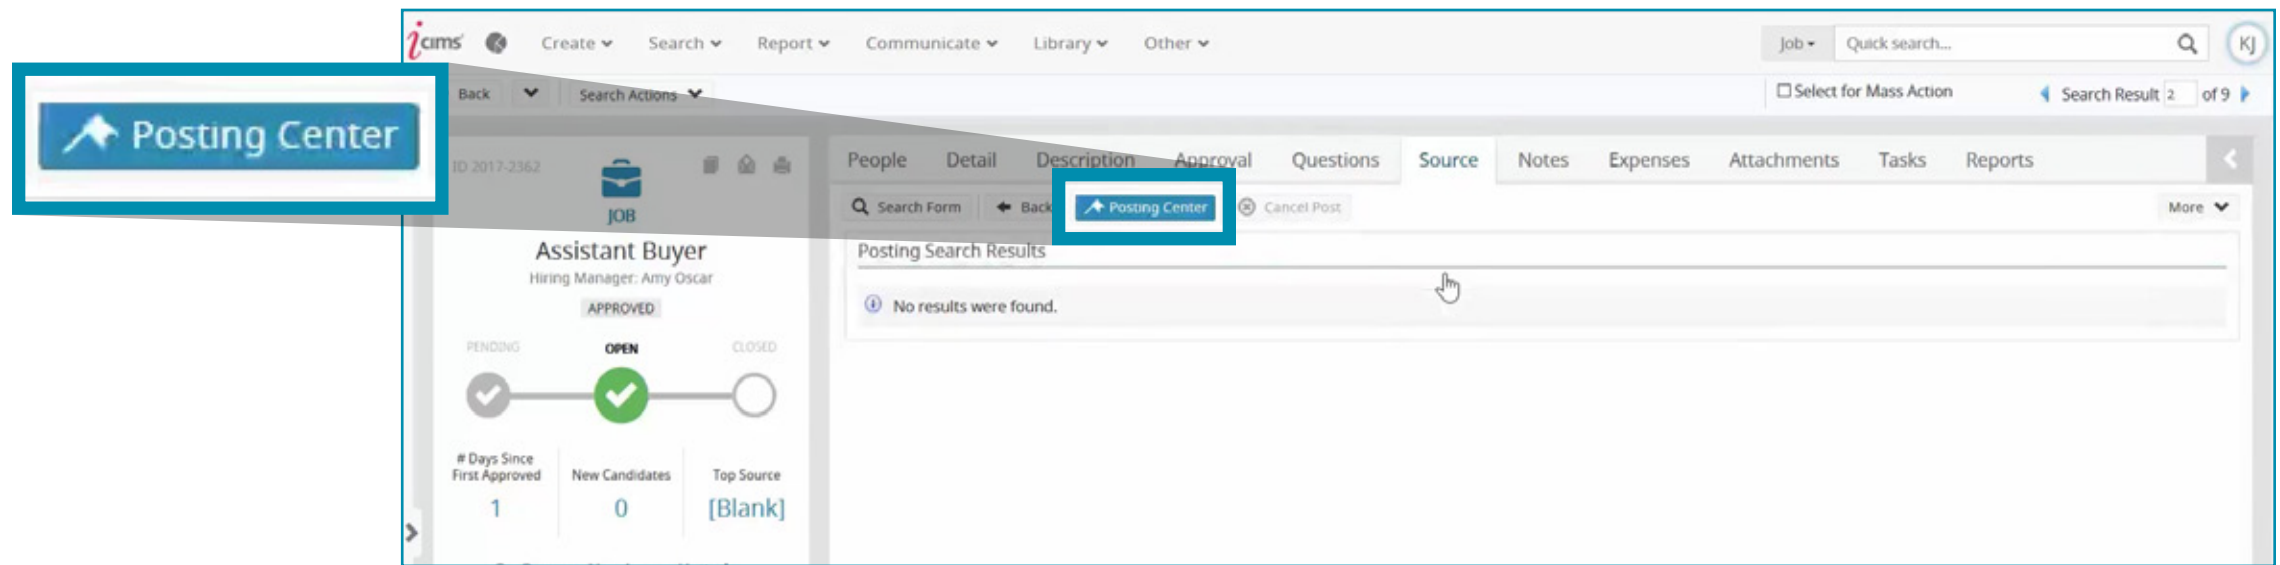 icims Create Search Report Communicate Library Other Job Quick search... KJ
Back Search Actions Select for Mass Action Search Result 2 of 9
Posting Center
ID 2017-2362
JOB
Assistant Buyer
Hiring Manager: Amy Oscar
APPROVED
PENDING OPEN CLOSED
# Days Since
First Approved New Candidates Top Source
1 0 [Blank]
People Detail Description Approval Questions Source Notes Expenses Attachments Tasks Reports
Search Form Back Posting Center Cancel Post More
Posting Search Results
No results were found.